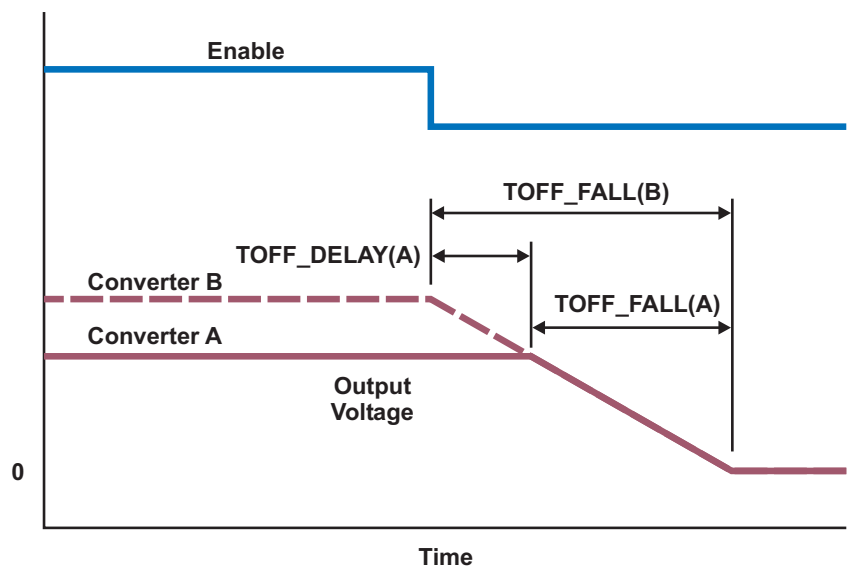 Enable
TOFF_FALL(B)
TOFF_DELAY(A)
Converter B
TOFF_FALL(A)
Converter A
Output
Voltage
0
Time